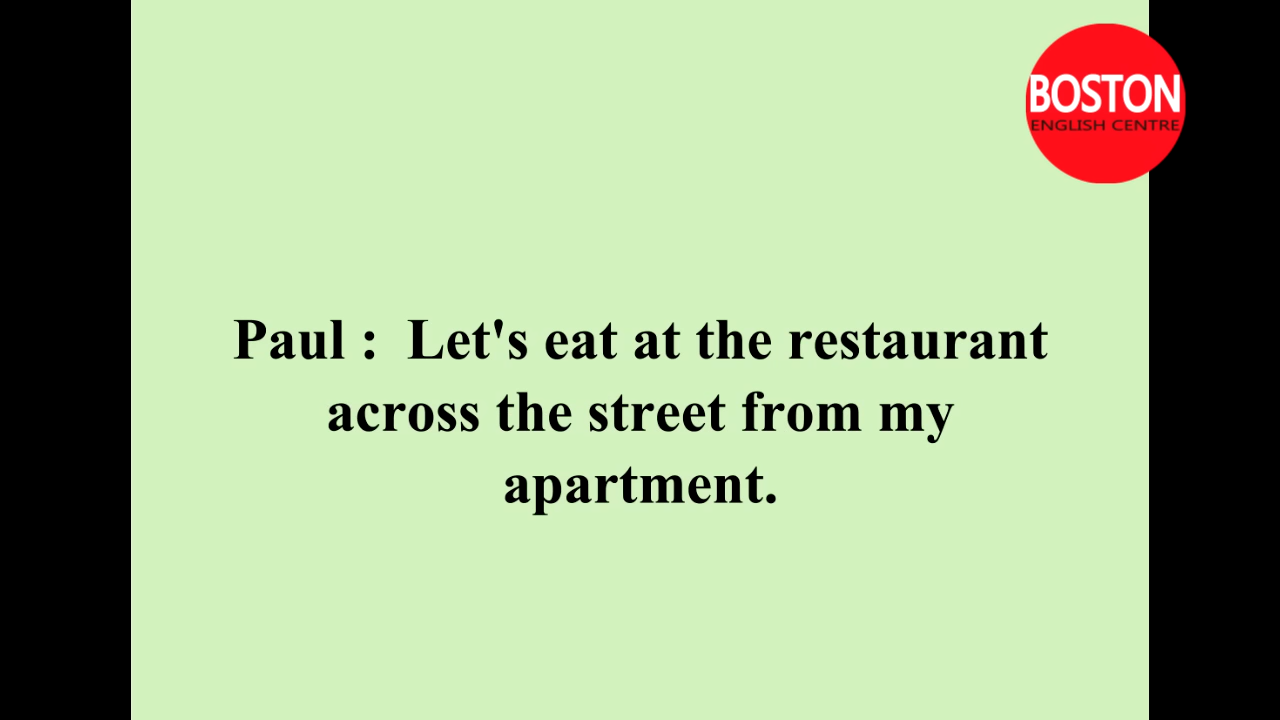 BOSTON
ENGLISH CENTRE
Paul :  Let's eat at the restaurant
across the street from my
apartment.